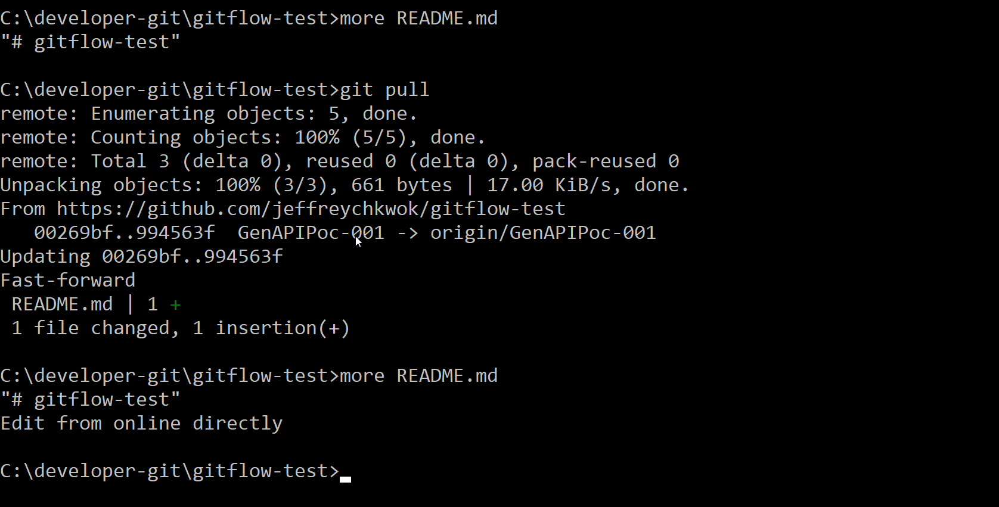 C:\developer-git\gitflow-test>more README.md
"# gitflow-test"
C:\developer-git\gitflow-test>git pull
remote: Enumerating objects: 5, done.
remote: Counting objects: 100% (5/5), done.
remote: Total 3 (delta 0), reused 0 (delta 0), pack-reused 0
Unpacking objects: 100% (3/3), 661 bytes | 17.00 KiB/s, done.
From https://github.com/jeffreychkwok/gitflow-test
   00269bf..994563f  GenAPIPoc-001 -> origin/GenAPIPoc-001
Updating 00269bf..994563f
Fast-forward
 README.md | 1 +
 1 file changed, 1 insertion(+)
C:\developer-git\gitflow-test>more README.md
"# gitflow-test"
Edit from online directly
C:\developer-git\gitflow-test>